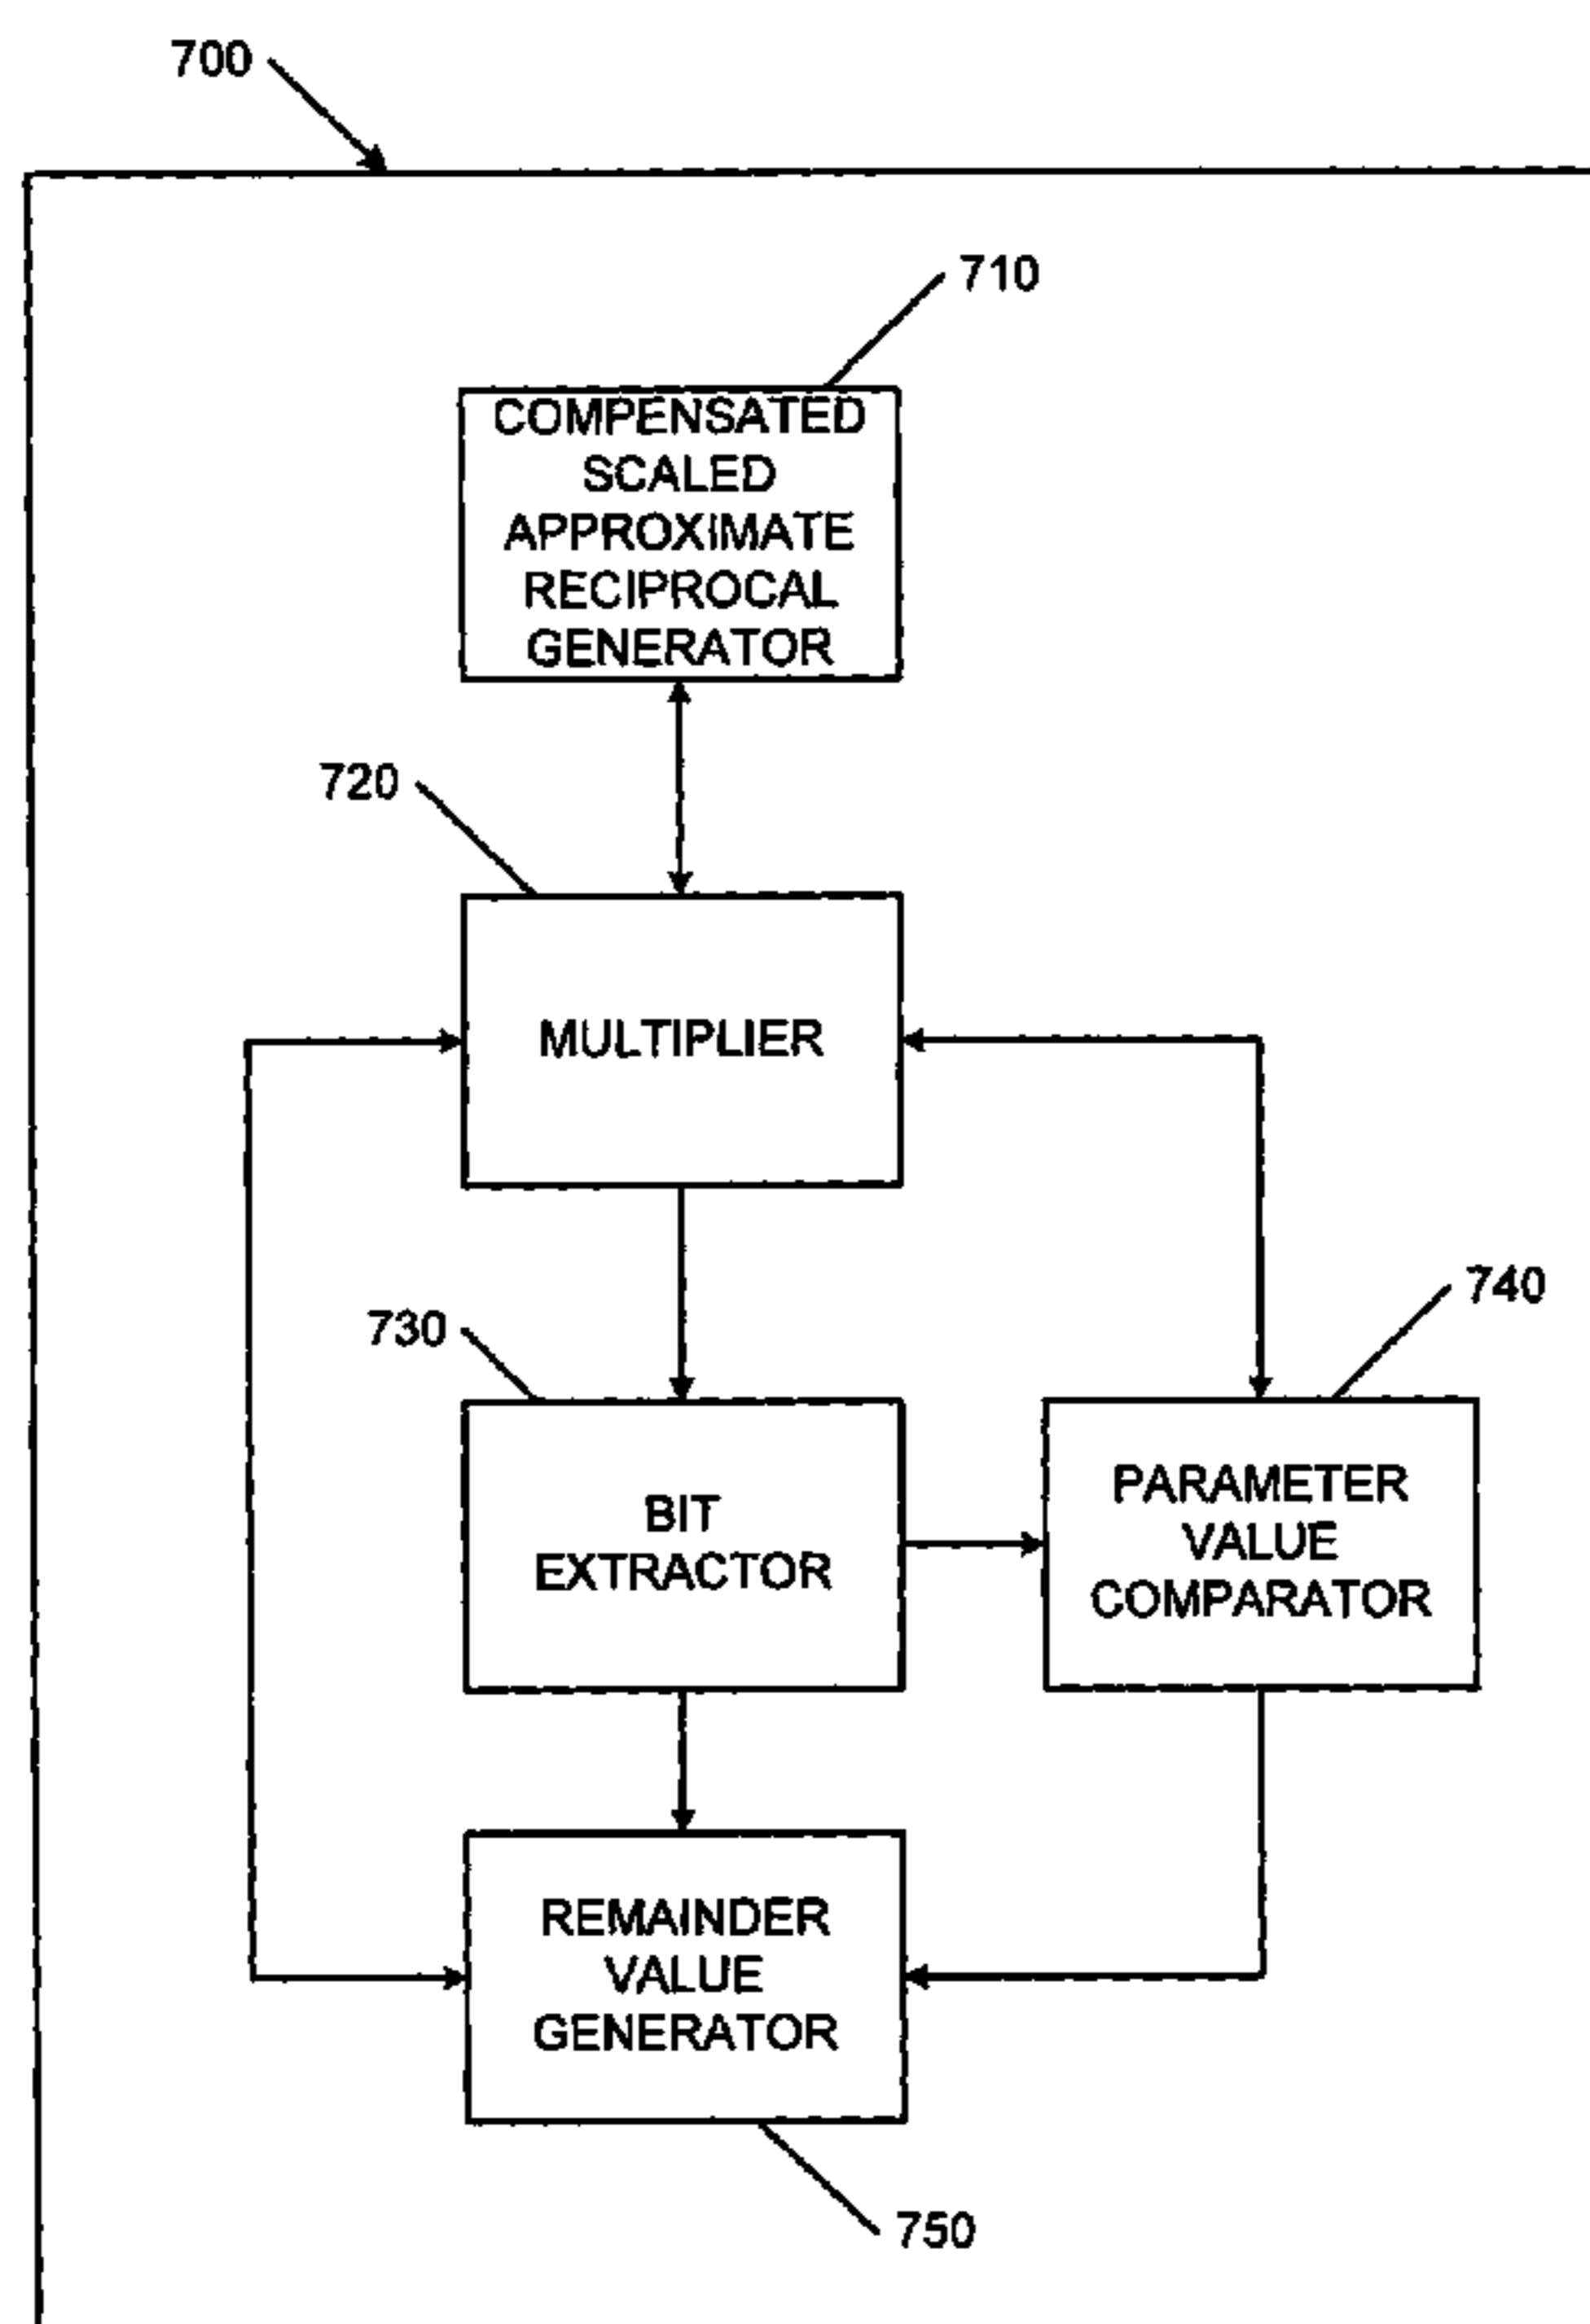 700
710
COMPENSATED
SCALED
APPROXIMATE
RECIPROCAL
GENERATOR
720
MULTIPLIER
730
740
BIT
EXTRACTOR
PARAMETER
VALUE
COMPARATOR
REMAINDER
VALUE
GENERATOR
750